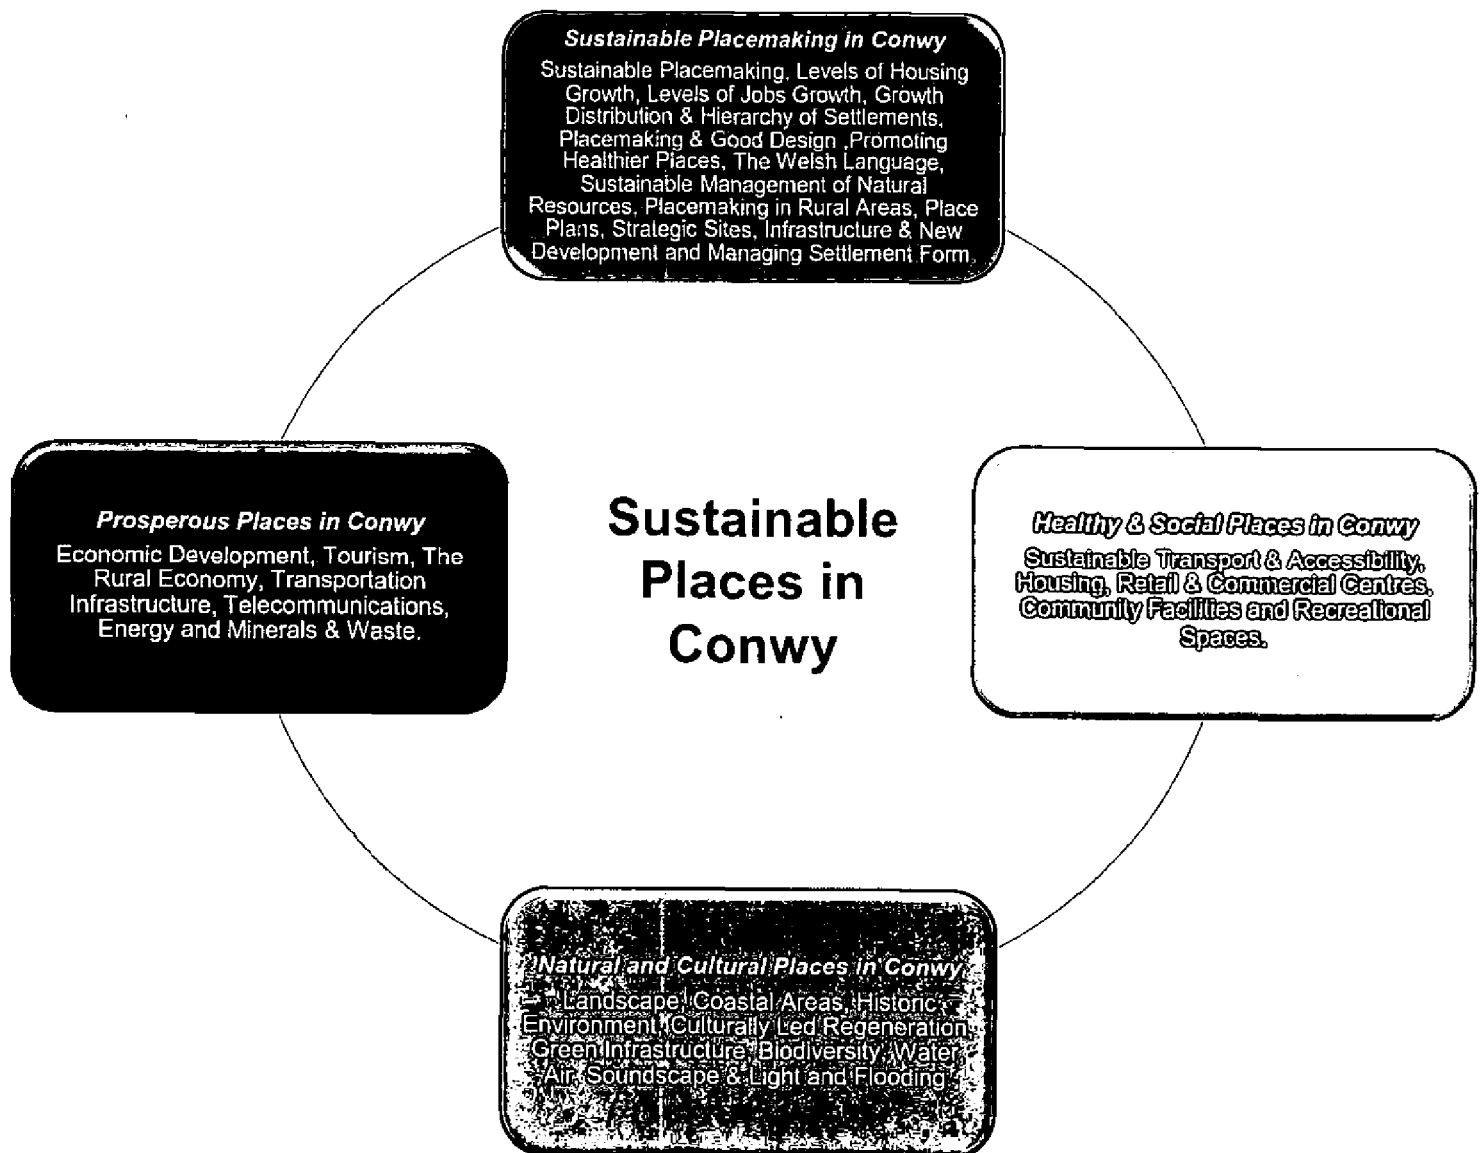 Sustainable Placemaking in Conwy
Sustainable Placemaking, Levels of Housing
Growth, Levels of Jobs Growth, Growth
Distribution & Hierarchy of Settlements,
Placemaking & Good Design ,Promoting
Healthier Places, The Welsh Language,
Sustainable Management of Natural
Resources, Placemaking in Rural Areas, Place
Plans, Strategic Sites, Infrastructure & New
Development and Managing Settlement Form.
Prosperous Places in Conwy
Economic Development, Tourism, The
Rural Economy, Transportation
Infrastructure, Telecommunications,
Energy and Minerals & Waste.
Sustainable
Places in
Conwy
Healthy & Social Places in Conwy
Sustainable Transport & Accessibility,
Housing, Retail & Commercial Centres,
Community Facilities and Recreational
Spaces.
Natural and Cultural Places in Conwy
Landscape, Coastal Areas, Historic
Environment, Culturally Led Regeneration,
Green Infrastructure, Biodiversity, Water,
Air, Soundscape & Light and Flooding